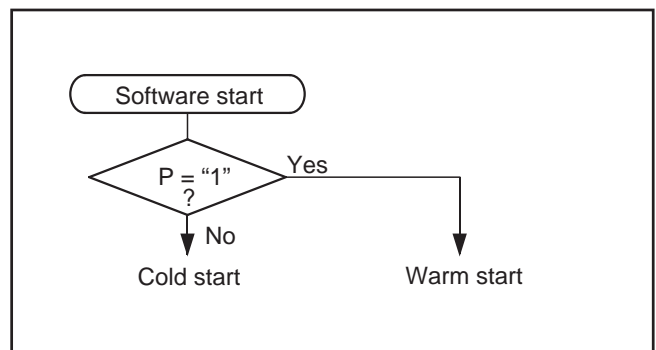 Software start
P = “1”
?
Yes
No
Cold start
Warm start